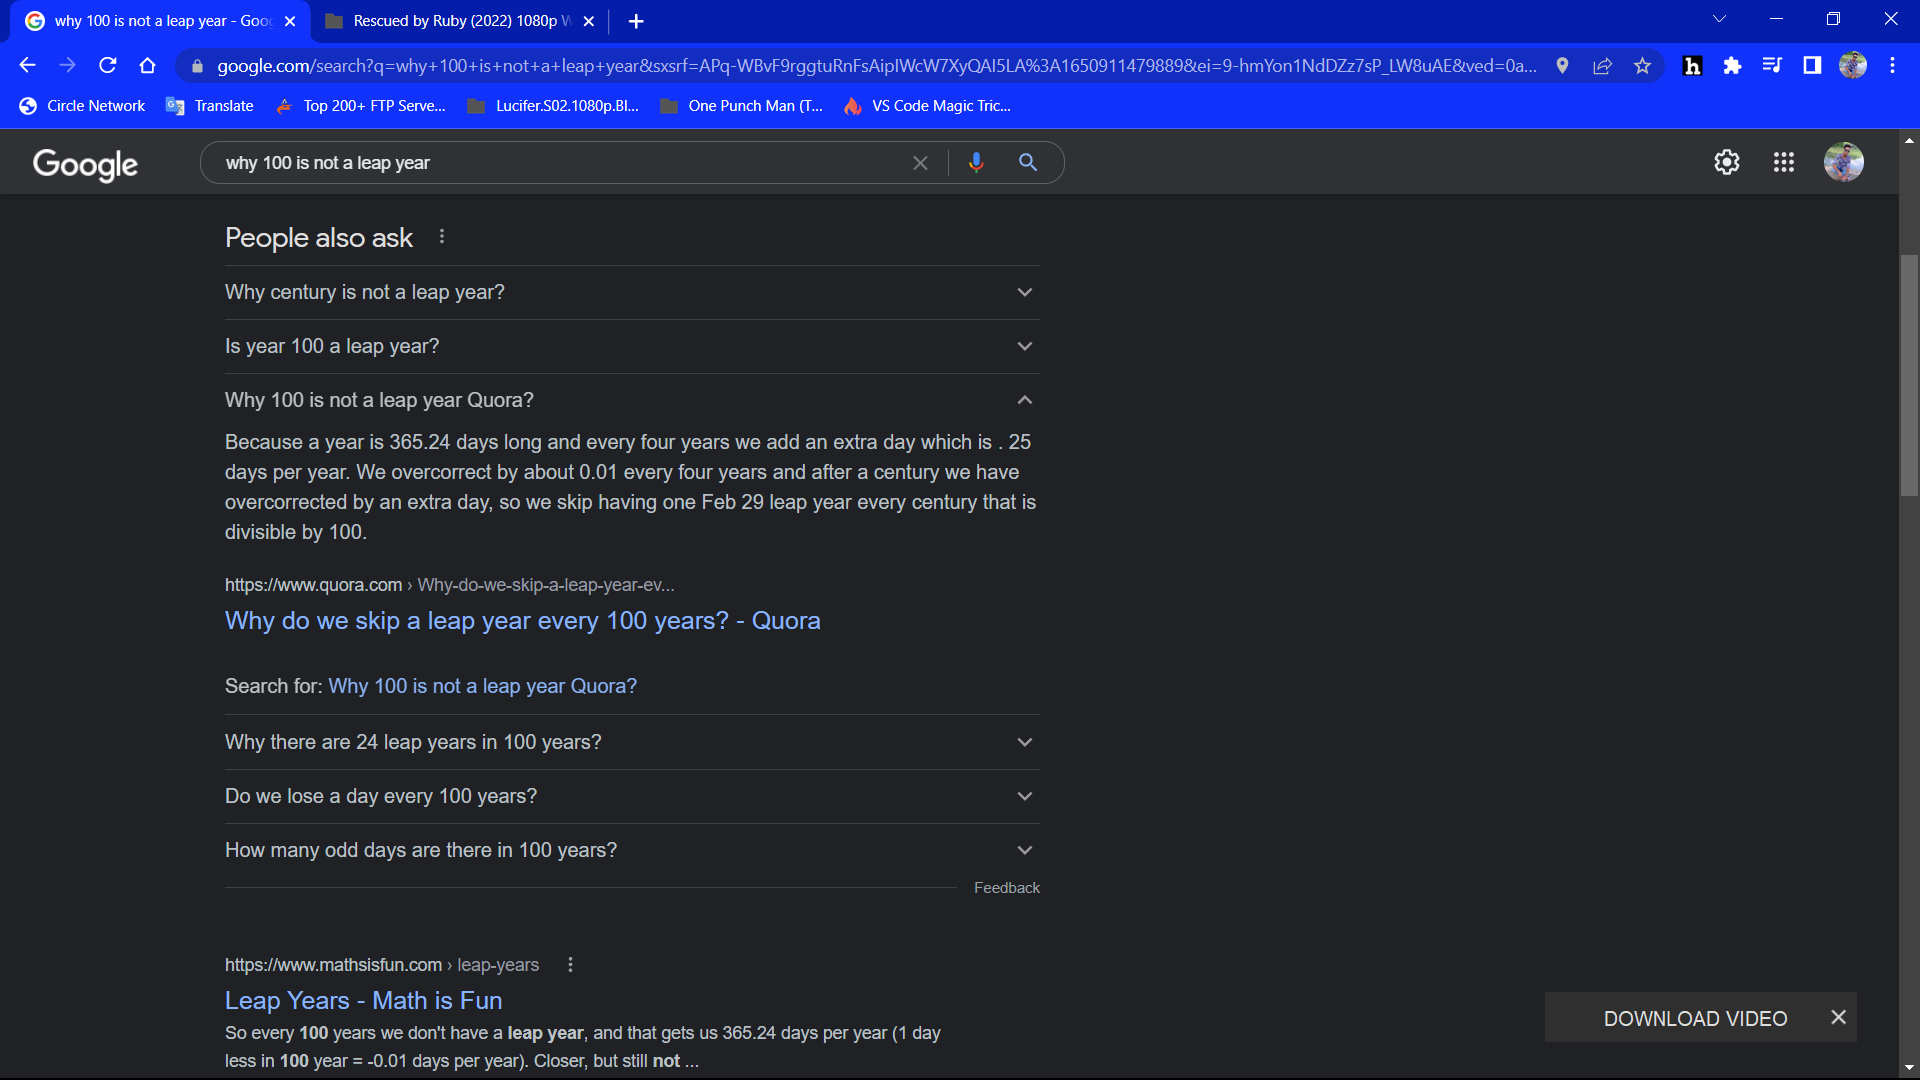 why 100 is not a leap year - Goog
Rescued by Ruby (2022) 1080p W
google.com/search?q=why+100+is+not+a+leap+year&sxsrf=APq-WBvF9rggtuRnFsAipIWcW7XyQAI5LA%3A1650911479889&ei=9-hmYon1NdDZz7sP_LW8uAE&ved=0a...
h
Circle Network
Translate
Top 200+ FTP Serve...
Lucifer.S02.1080p.Bl...
One Punch Man (T...
VS Code Magic Tric...
Google
why 100 is not a leap year
People also ask
Why century is not a leap year?
Is year 100 a leap year?
Why 100 is not a leap year Quora?
Because a year is 365.24 days long and every four years we add an extra day which is . 25
days per year. We overcorrect by about 0.01 every four years and after a century we have
overcorrected by an extra day, so we skip having one Feb 29 leap year every century that is
divisible by 100.
https://www.quora.com › Why-do-we-skip-a-leap-year-ev...
Why do we skip a leap year every 100 years? - Quora
Search for: Why 100 is not a leap year Quora?
Why there are 24 leap years in 100 years?
Do we lose a day every 100 years?
How many odd days are there in 100 years?
Feedback
https://www.mathsisfun.com › leap-years
Leap Years - Math is Fun
So every 100 years we don't have a leap year, and that gets us 365.24 days per year (1 day
less in 100 year = -0.01 days per year). Closer, but still not ...
DOWNLOAD VIDEO